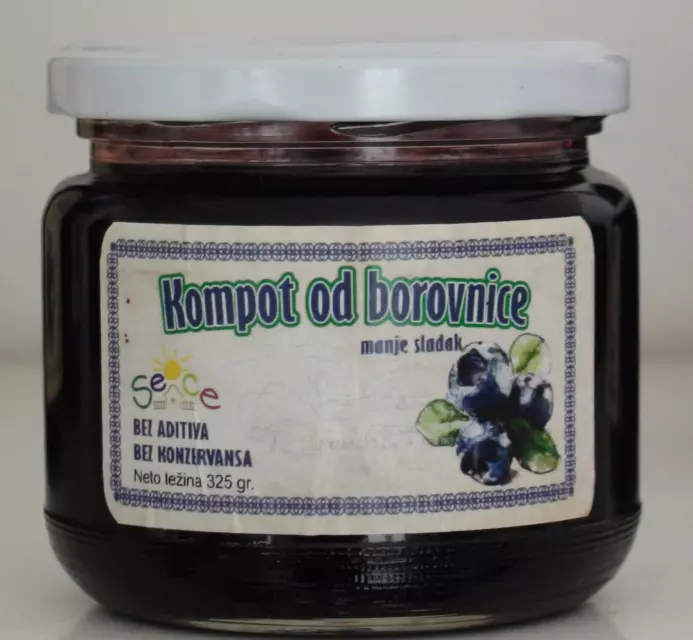 Kompot od borovnice
manje sladak
Sence
BEZ ADITIVA
BEZ KONZERVANSA
Neto težina 325 gr.